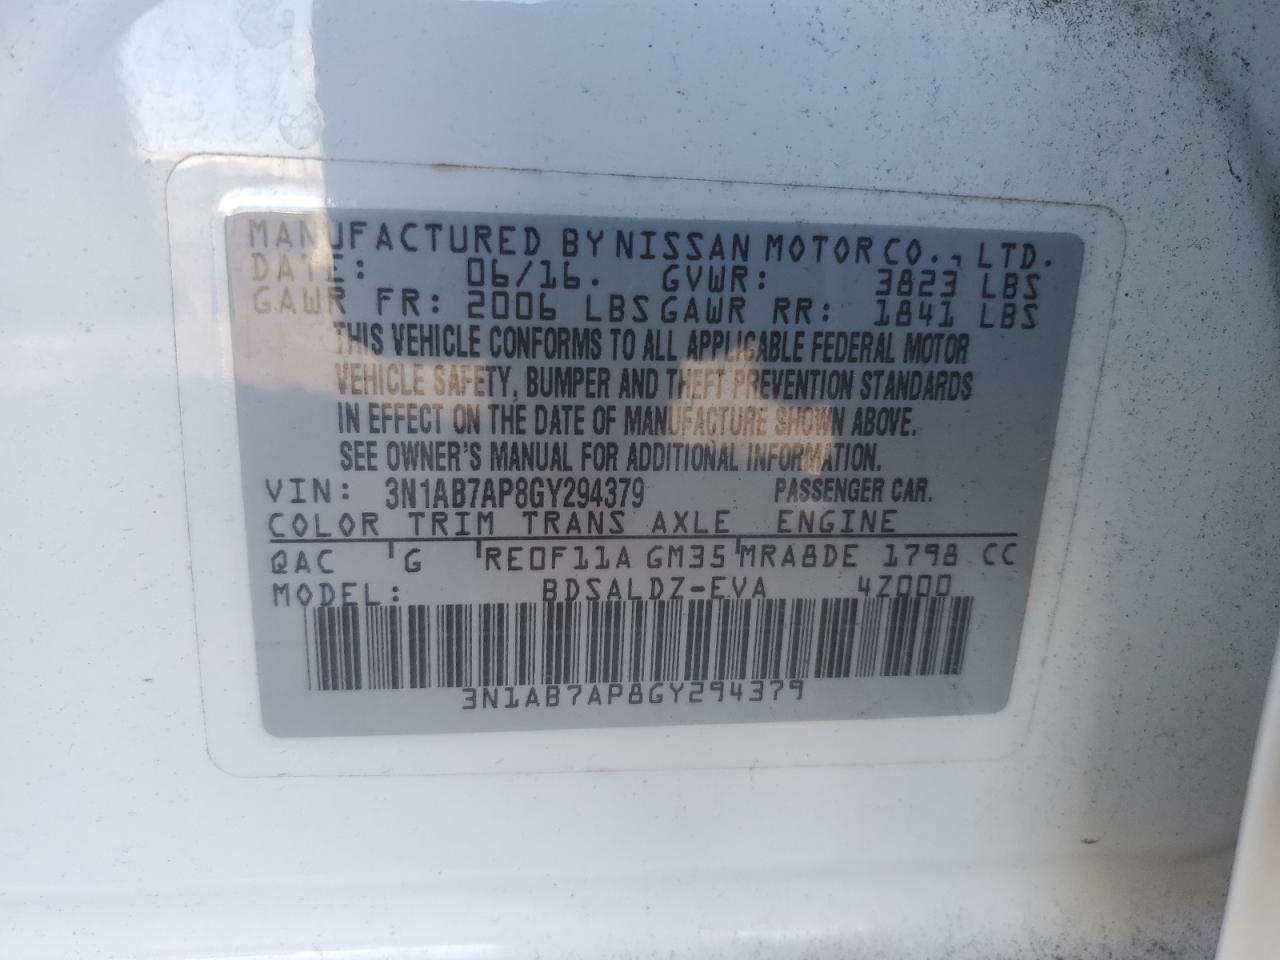 MANUFACTURED BY NISSAN MOTOR CO., LTD.
DATE: 06/16. GVWR: 3823 LBS
GAWR FR: 2006 LBS GAWR RR: 1841 LBS
THIS VEHICLE CONFORMS TO ALL APPLICABLE FEDERAL MOTOR
VEHICLE SAFETY, BUMPER AND THEFT PREVENTION STANDARDS
IN EFFECT ON THE DATE OF MANUFACTURE SHOWN ABOVE.
SEE OWNER'S MANUAL FOR ADDITIONAL INFORMATION.
VIN: 3N1AB7AP8GY294379 PASSENGER CAR.
COLOR TRIM TRANS AXLE ENGINE
QAC G RE0F11A GM35 MRA8DE 1798 CC
MODEL: BDSALDZ-EVA 4Z000
3N1AB7AP8GY294379